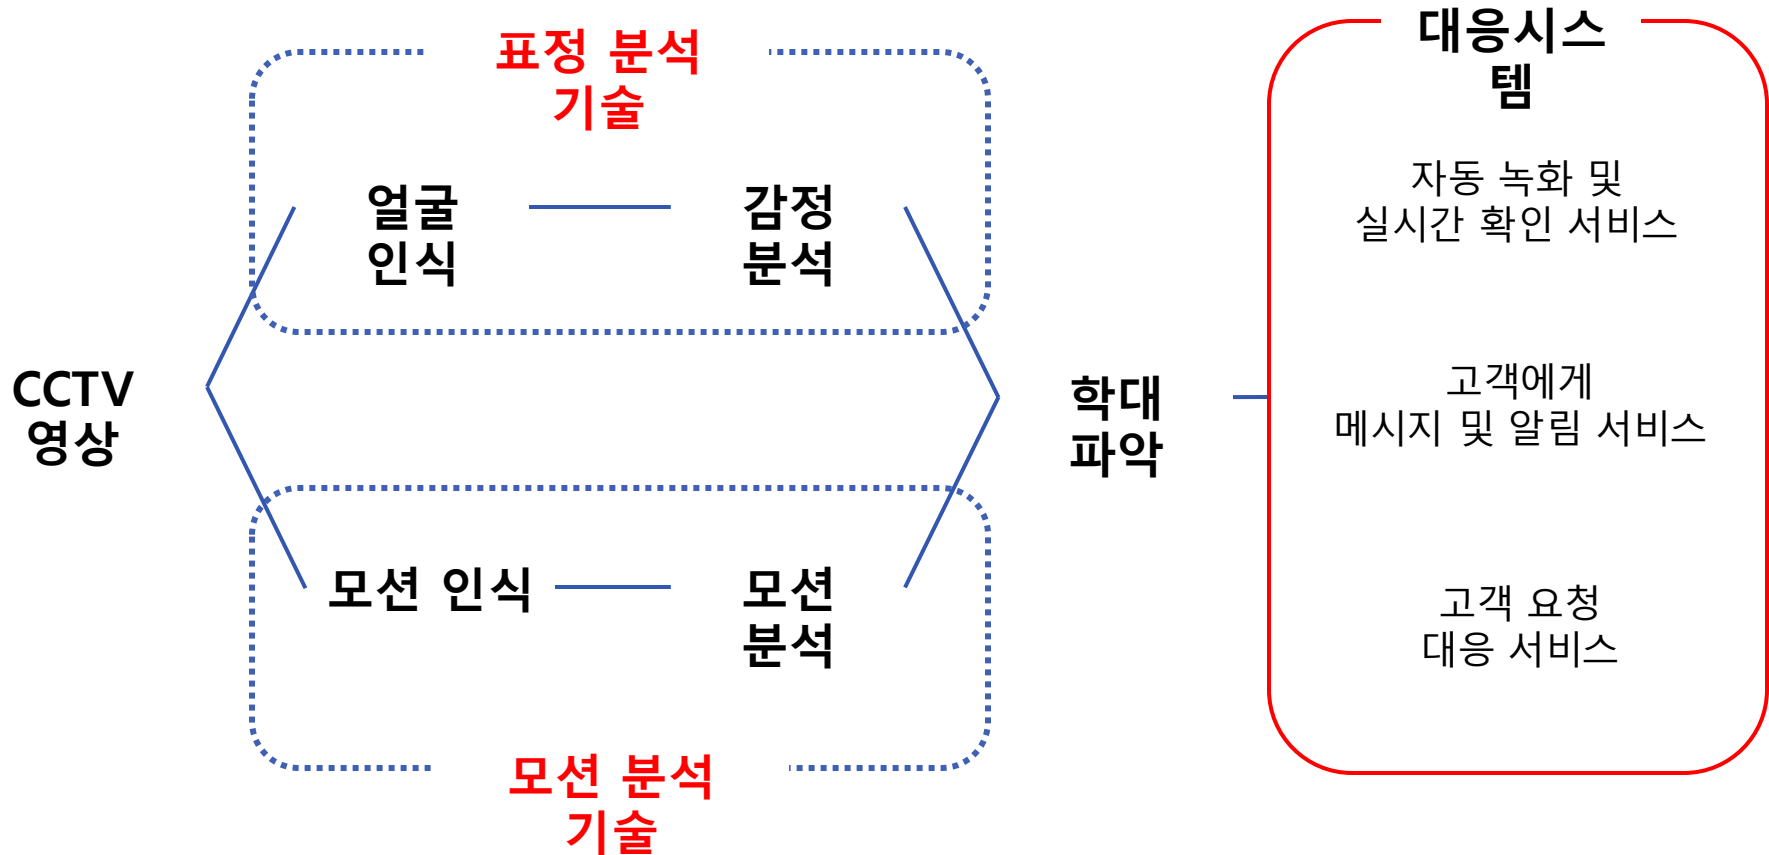 표정 분석
기술
얼굴
인식
감정
분석
CCTV
영상
모션 인식
모션
분석
모션 분석
기술
학대
파악
대응시스
템
자동 녹화 및
실시간 확인 서비스
고객에게
메시지 및 알림 서비스
고객 요청
대응 서비스